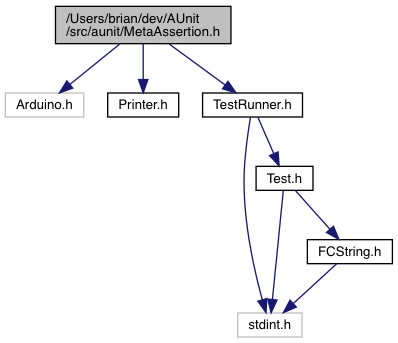 /Users/brian/dev/AUnit
/src/aunit/MetaAssertion.h
Arduino.h
Printer.h
TestRunner.h
Test.h
FCString.h
stdint.h